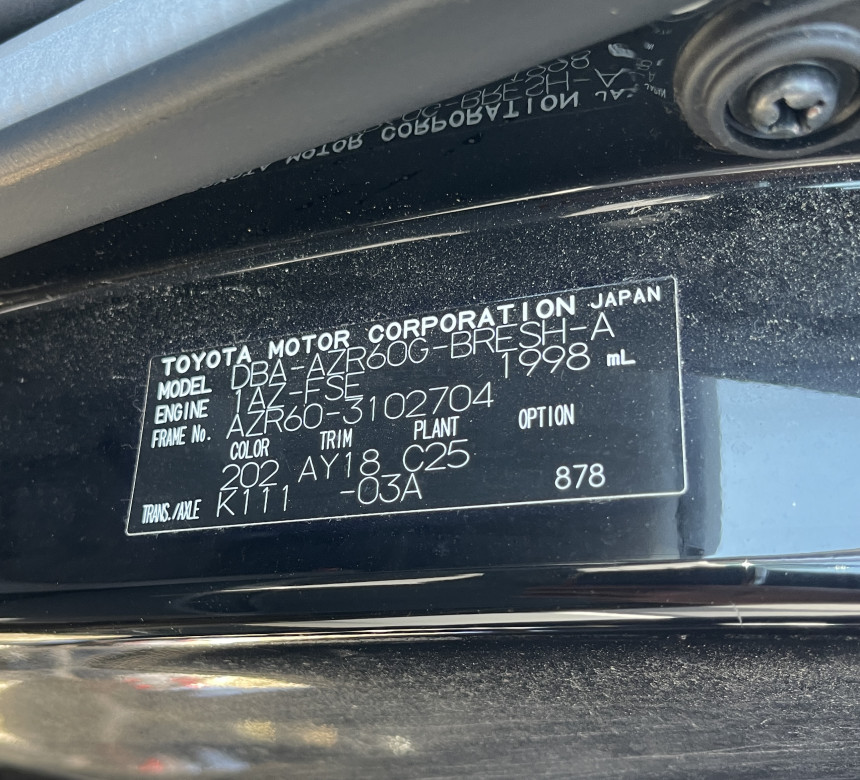 TOYOTA MOTOR CORPORATION JAPAN
MODEL DBA-AZR60G-BRESH-A
ENGINE 1AZ-FSE 1998 mL
FRAME No. AZR60-3102704
COLOR TRIM PLANT OPTION
202 AY18 C25
TRANS./AXLE K111 -03A 878